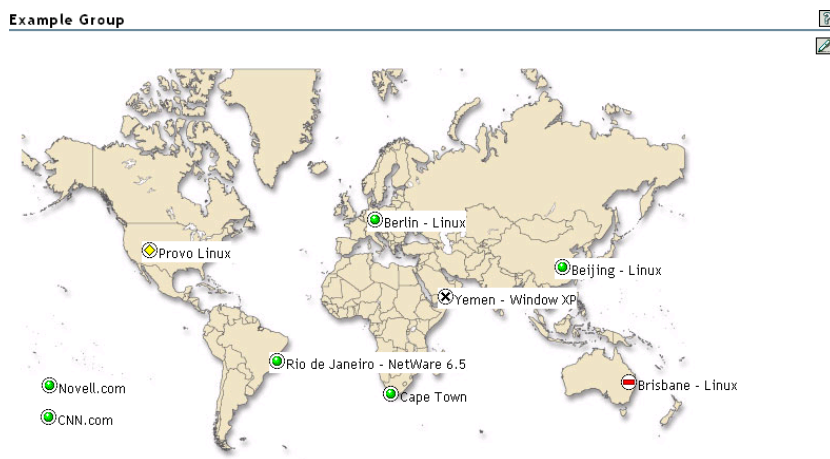 Example Group
Berlin - Linux
Provo Linux
Beijing - Linux
Yemen - Window XP
Rio de Janeiro - NetWare 6.5
Novell.com
Cape Town
Brisbane - Linux
CNN.com